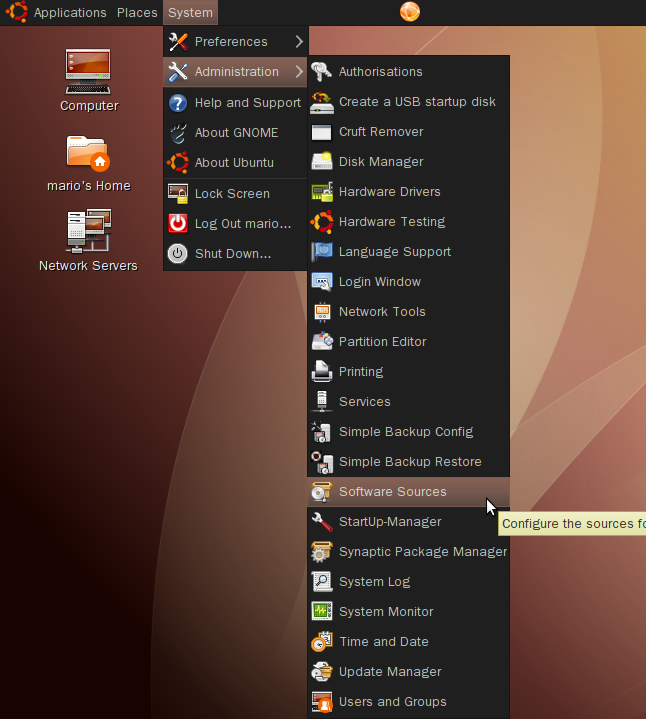 Applications Places System
Preferences
Administration
Help and Support
About GNOME
About Ubuntu
Lock Screen
Log Out mario...
Shut Down...
Computer
mario's Home
Network Servers
Authorisations
Create a USB startup disk
Cruft Remover
Disk Manager
Hardware Drivers
Hardware Testing
Language Support
Login Window
Network Tools
Partition Editor
Printing
Services
Simple Backup Config
Simple Backup Restore
Software Sources
Configure the sources fo
StartUp-Manager
Synaptic Package Manager
System Log
System Monitor
Time and Date
Update Manager
Users and Groups